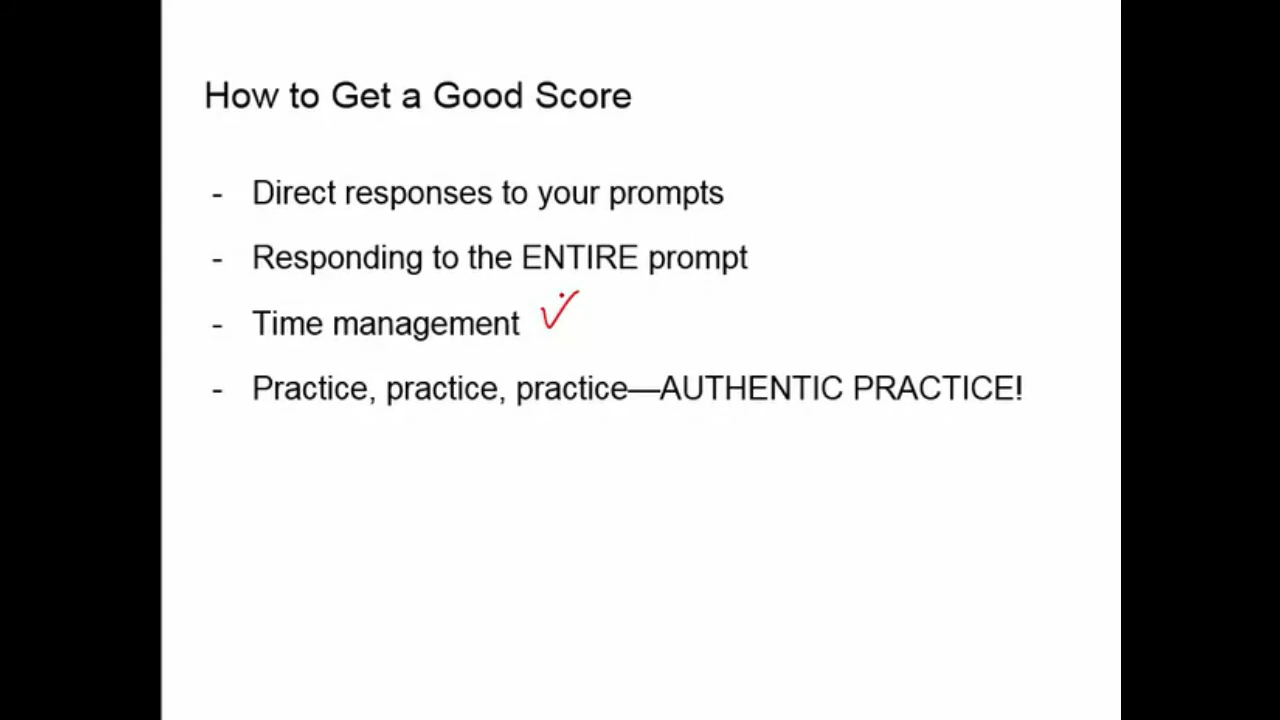 How to Get a Good Score
- Direct responses to your prompts
- Responding to the ENTIRE prompt
- Time management
- Practice, practice, practice—AUTHENTIC PRACTICE!